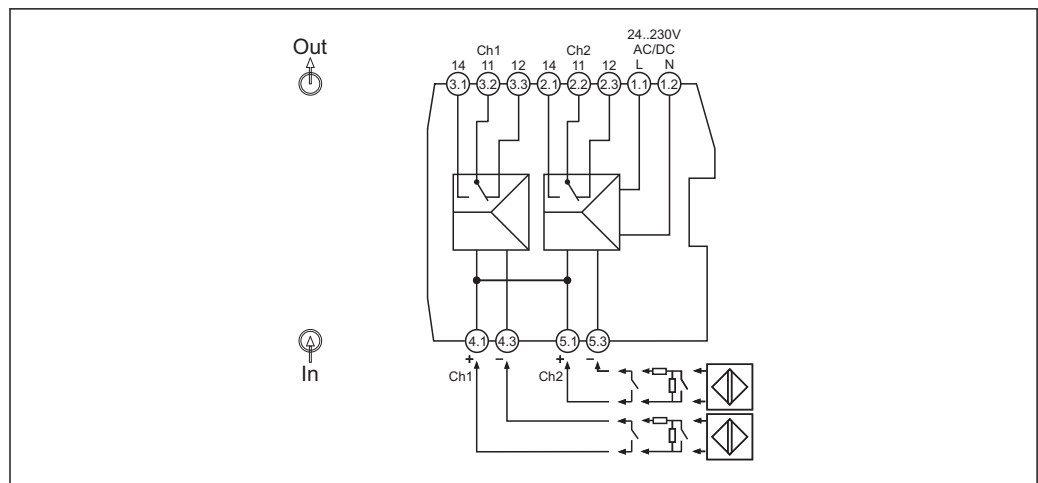 Out
24..230V
Ch1 Ch2 AC/DC
14 11 12 14 11 12 L N
3.1 3.2 3.3 2.1 2.2 2.3 1.1 1.2
4.1 4.3 5.1 5.3
+ – + –
In Ch1 Ch2